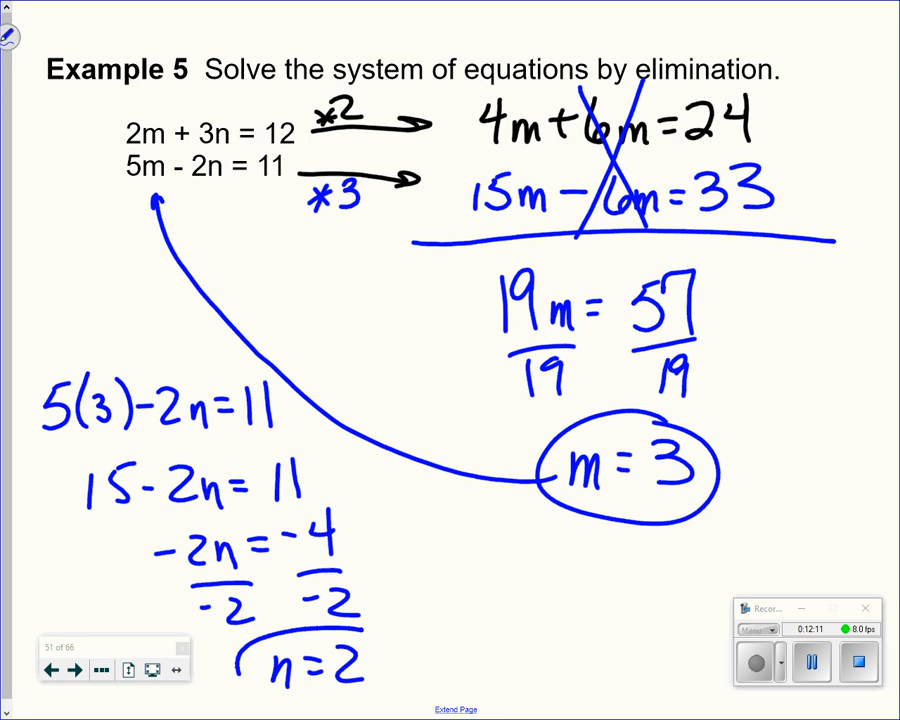 Example 5 Solve the system of equations by elimination.
2m + 3n = 12
*2
4m+6m=24
5m - 2n = 11
*3
15m-6m=33
19m = 57
19 19
m = 3
5(3)-2n=11
15-2n= 11
-2n=-4
-2 -2
n=2
51 of 66
Recor...
Menu
0:12:11
8.0 fps
Extend Page